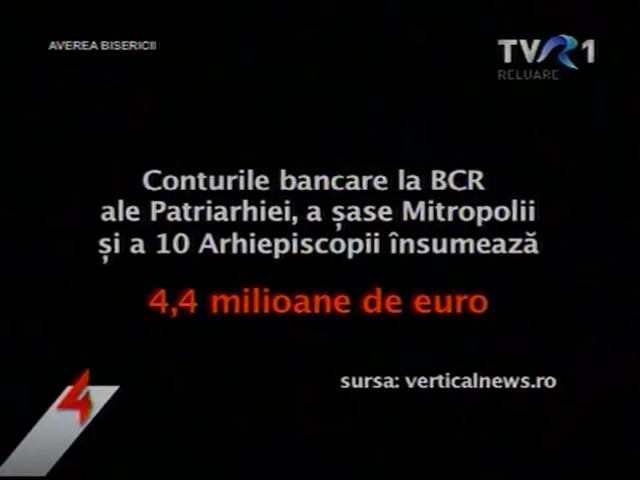 AVEREA BISERICII
TVR1
RELUARE
Conturile bancare la BCR
ale Patriarhiei, a șase Mitropolii
și a 10 Arhiepiscopii însumează
4,4 milioane de euro
sursa: verticalnews.ro
4